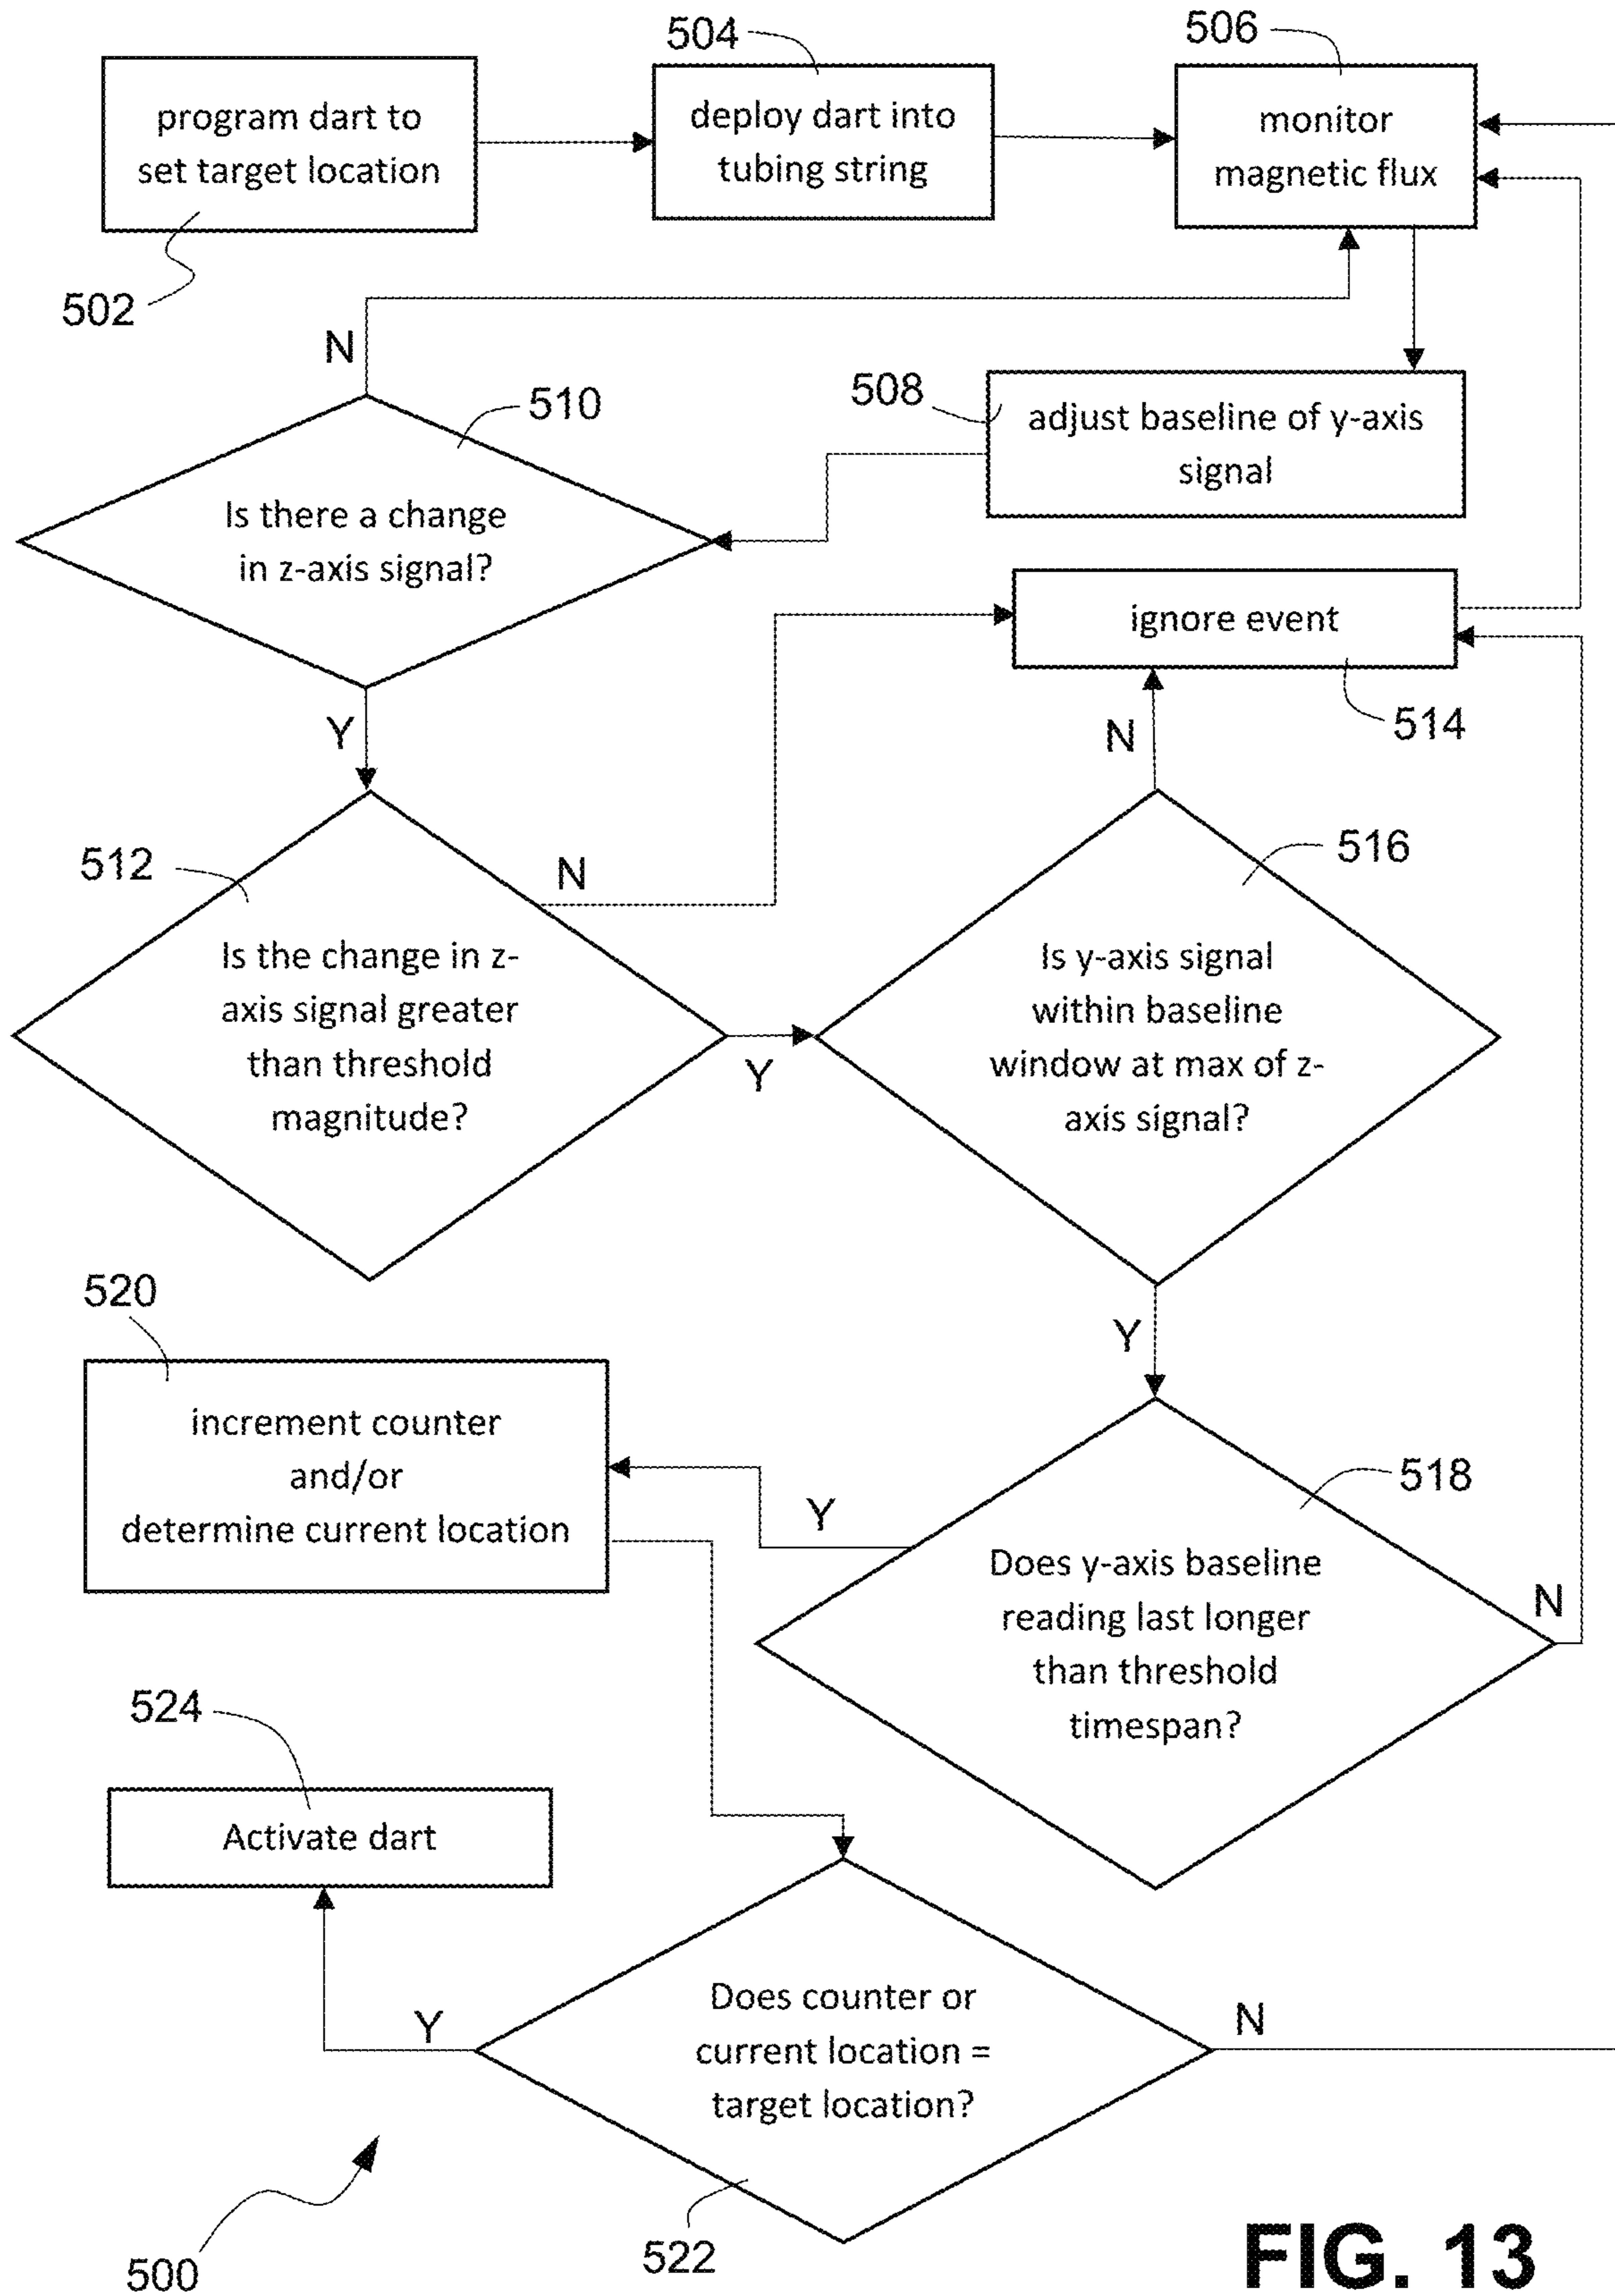 504
506
program dart to
set target location
deploy dart into
tubing string
monitor
magnetic flux
502
N
510
508
adjust baseline of y-axis
signal
Is there a change
in z-axis signal?
ignore event
514
Y
N
512
N
516
Is the change in z-
axis signal greater
than threshold
magnitude?
Y
Is y-axis signal
within baseline
window at max of z-
axis signal?
520
Y
increment counter
and/or
determine current location
518
Y
Does y-axis baseline
reading last longer
than threshold
timespan?
N
524
Activate dart
Does counter or
current location =
target location?
Y
N
500
522
FIG. 13